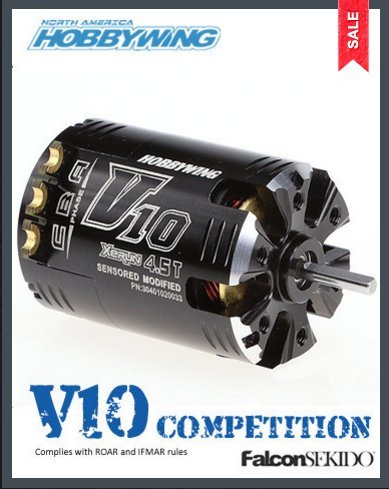 NORTH AMERICA
HOBBYWING
SALE
HOBBYWING
C B A
PHASE
V10
XERUN 4.5T
SENSORED MODIFIED
PN:30401020033
V10 COMPETITION
Complies with ROAR and IFMAR rules
FalconSEKIDO